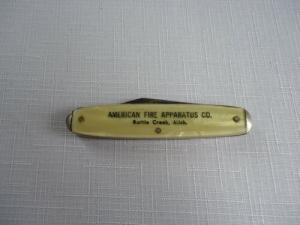 AMERICAN FIRE APPARATUS CO.
Battle Creek, Mich.